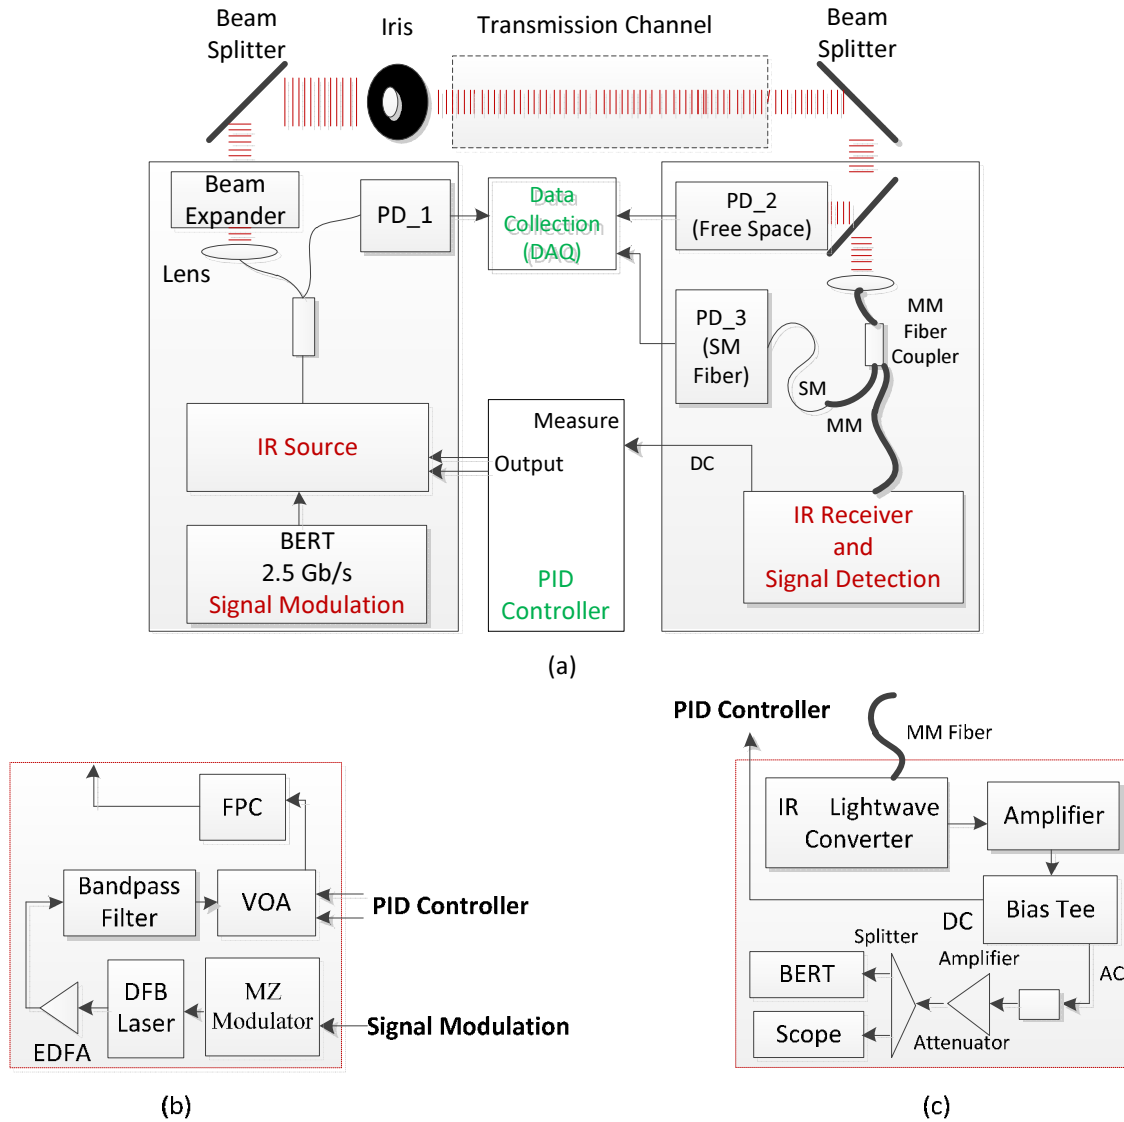 Beam
Splitter
Iris
Transmission Channel
Beam
Splitter
Beam
Expander
Lens
PD_1
Data
Collection
(DAQ)
PD_2
(Free Space)
PD_3
(SM
Fiber)
MM
Fiber
Coupler
SM
MM
IR Source
Measure
Output
DC
BERT
2.5 Gb/s
Signal Modulation
PID
Controller
IR Receiver
and
Signal Detection
(a)
FPC
Bandpass
Filter
VOA
PID Controller
DFB
Laser
MZ
Modulator
Signal Modulation
EDFA
(b)
PID Controller
MM Fiber
IR Lightwave
Converter
Amplifier
Bias Tee
DC
Splitter
Amplifier
AC
BERT
Scope
Attenuator
(c)